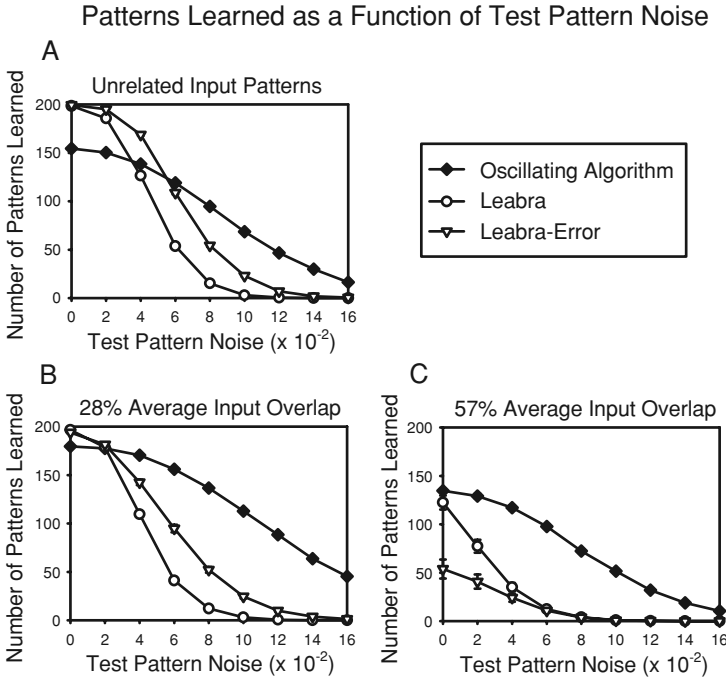 Patterns Learned as a Function of Test Pattern Noise
A
Unrelated Input Patterns
Number of Patterns Learned
200
150
100
50
0
0 2 4 6 8 10 12 14 16
Test Pattern Noise (x 10-2)
Oscillating Algorithm
Leabra
Leabra-Error
B
28% Average Input Overlap
Number of Patterns Learned
200
150
100
50
0
0 2 4 6 8 10 12 14 16
Test Pattern Noise (x 10-2)
C
57% Average Input Overlap
Number of Patterns Learned
200
150
100
50
0
0 2 4 6 8 10 12 14 16
Test Pattern Noise (x 10-2)